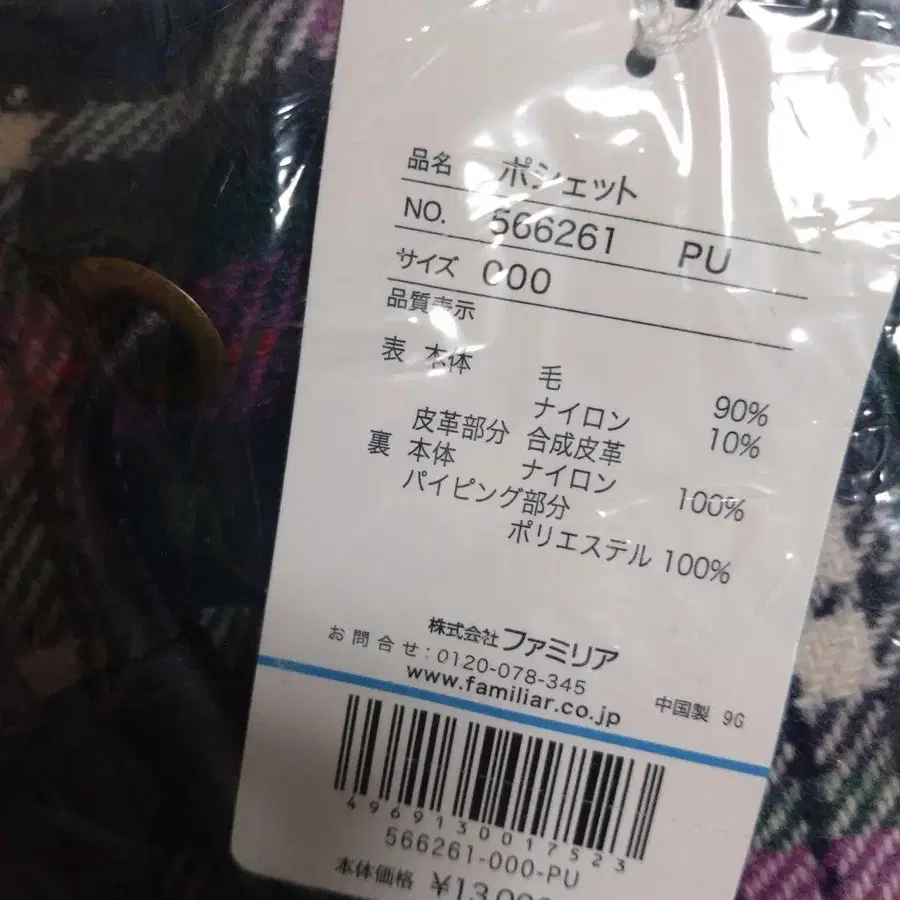 品名 ポシェット
NO. 566261 PU
サイズ 000
品質表示
表 本体 毛 90%
ナイロン 10%
皮革部分 合成皮革
裏 本体 ナイロン 100%
パイピング部分
ポリエステル 100%
株式会社ファミリア
お問合せ:0120-078-345
www.familiar.co.jp
中国製 9G
4969130017523
566261-000-PU
本体価格 ¥13,000